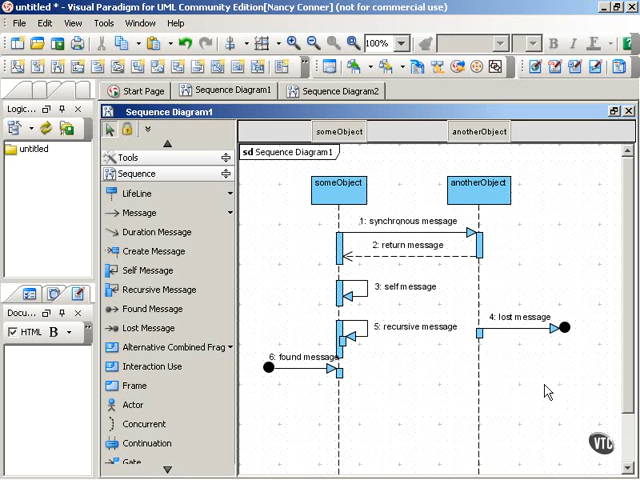 untitled * - Visual Paradigm for UML Community Edition[Nancy Conner] (not for commercial use)
File Edit View Tools Window Help
100%
B I F
Start Page Sequence Diagram1 Sequence Diagram2
Logic...
untitled
Docu...
HTML B
Sequence Diagram1
Tools
Sequence
LifeLine
Message
Duration Message
Create Message
Self Message
Recursive Message
Found Message
Lost Message
Alternative Combined Frag
Interaction Use
Frame
Actor
Concurrent
Continuation
Gate
someObject anotherObject
sd Sequence Diagram1
someObject anotherObject
1: synchronous message
2: return message
3: self message
4: lost message
5: recursive message
6: found message
VTC